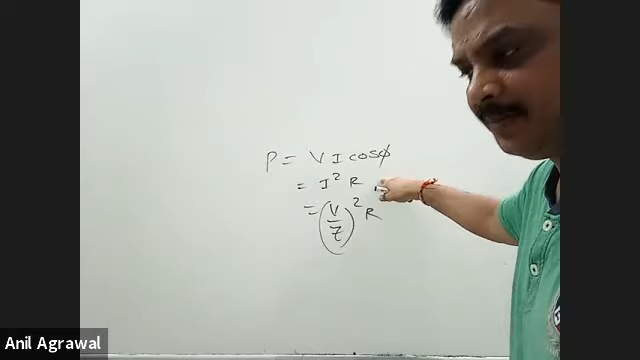 P = V I cosφ
= I² R
= (V/Z)² R
Anil Agrawal